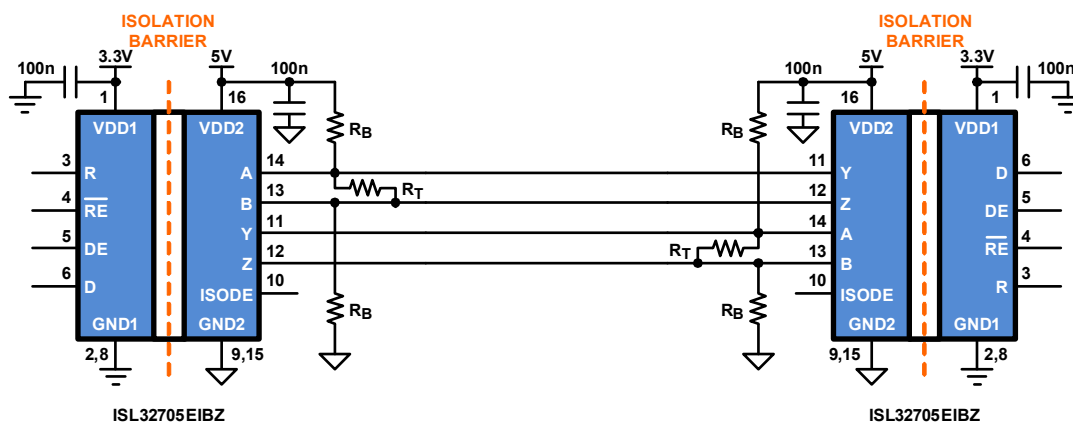 ISOLATION
BARRIER
3.3V
5V
100n
100n
1
16
VDD1
VDD2
RB
3
R
A
14
4
RE
B
13
RT
5
DE
Y
11
6
D
Z
12
ISODE
10
RB
GND1
GND2
2,8
9,15
ISL32705EIBZ
ISOLATION
BARRIER
5V
3.3V
100n
100n
16
1
VDD2
VDD1
RB
11
Y
D
6
12
Z
DE
5
14
A
RE
4
RT
13
B
R
3
10
ISODE
RB
GND2
GND1
9,15
2,8
ISL32705EIBZ